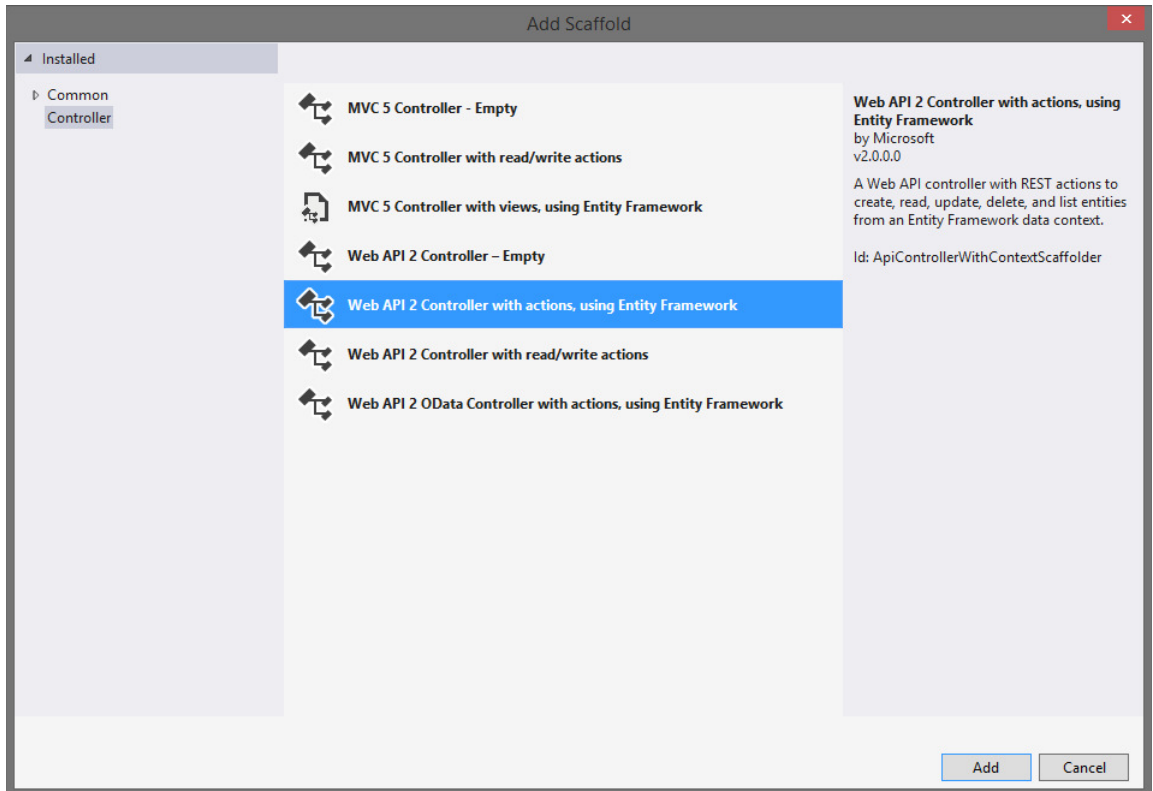 Add Scaffold
Installed
Common
Controller
MVC 5 Controller - Empty
MVC 5 Controller with read/write actions
MVC 5 Controller with views, using Entity Framework
Web API 2 Controller – Empty
Web API 2 Controller with actions, using Entity Framework
Web API 2 Controller with read/write actions
Web API 2 OData Controller with actions, using Entity Framework
Web API 2 Controller with actions, using
Entity Framework
by Microsoft
v2.0.0.0
A Web API controller with REST actions to
create, read, update, delete, and list entities
from an Entity Framework data context.
Id: ApiControllerWithContextScaffolder
Add
Cancel